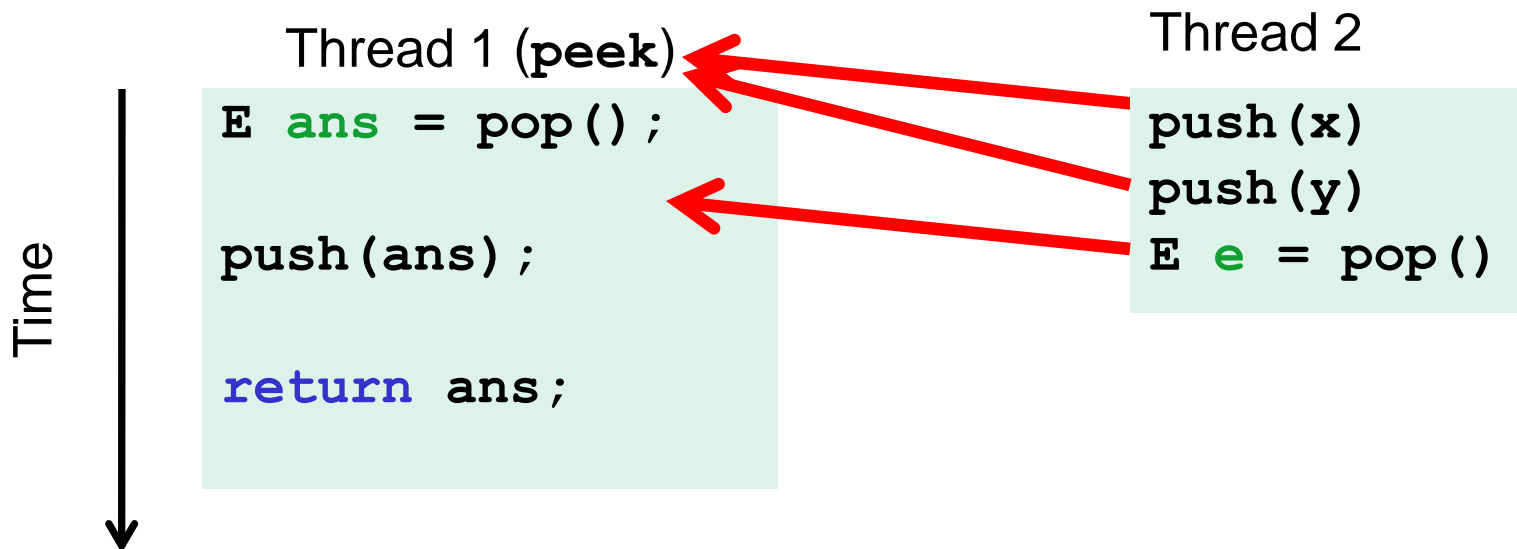 Thread 1 (peek)
Thread 2
Time
E ans = pop();
push(ans);
return ans;
push(x)
push(y)
E e = pop()